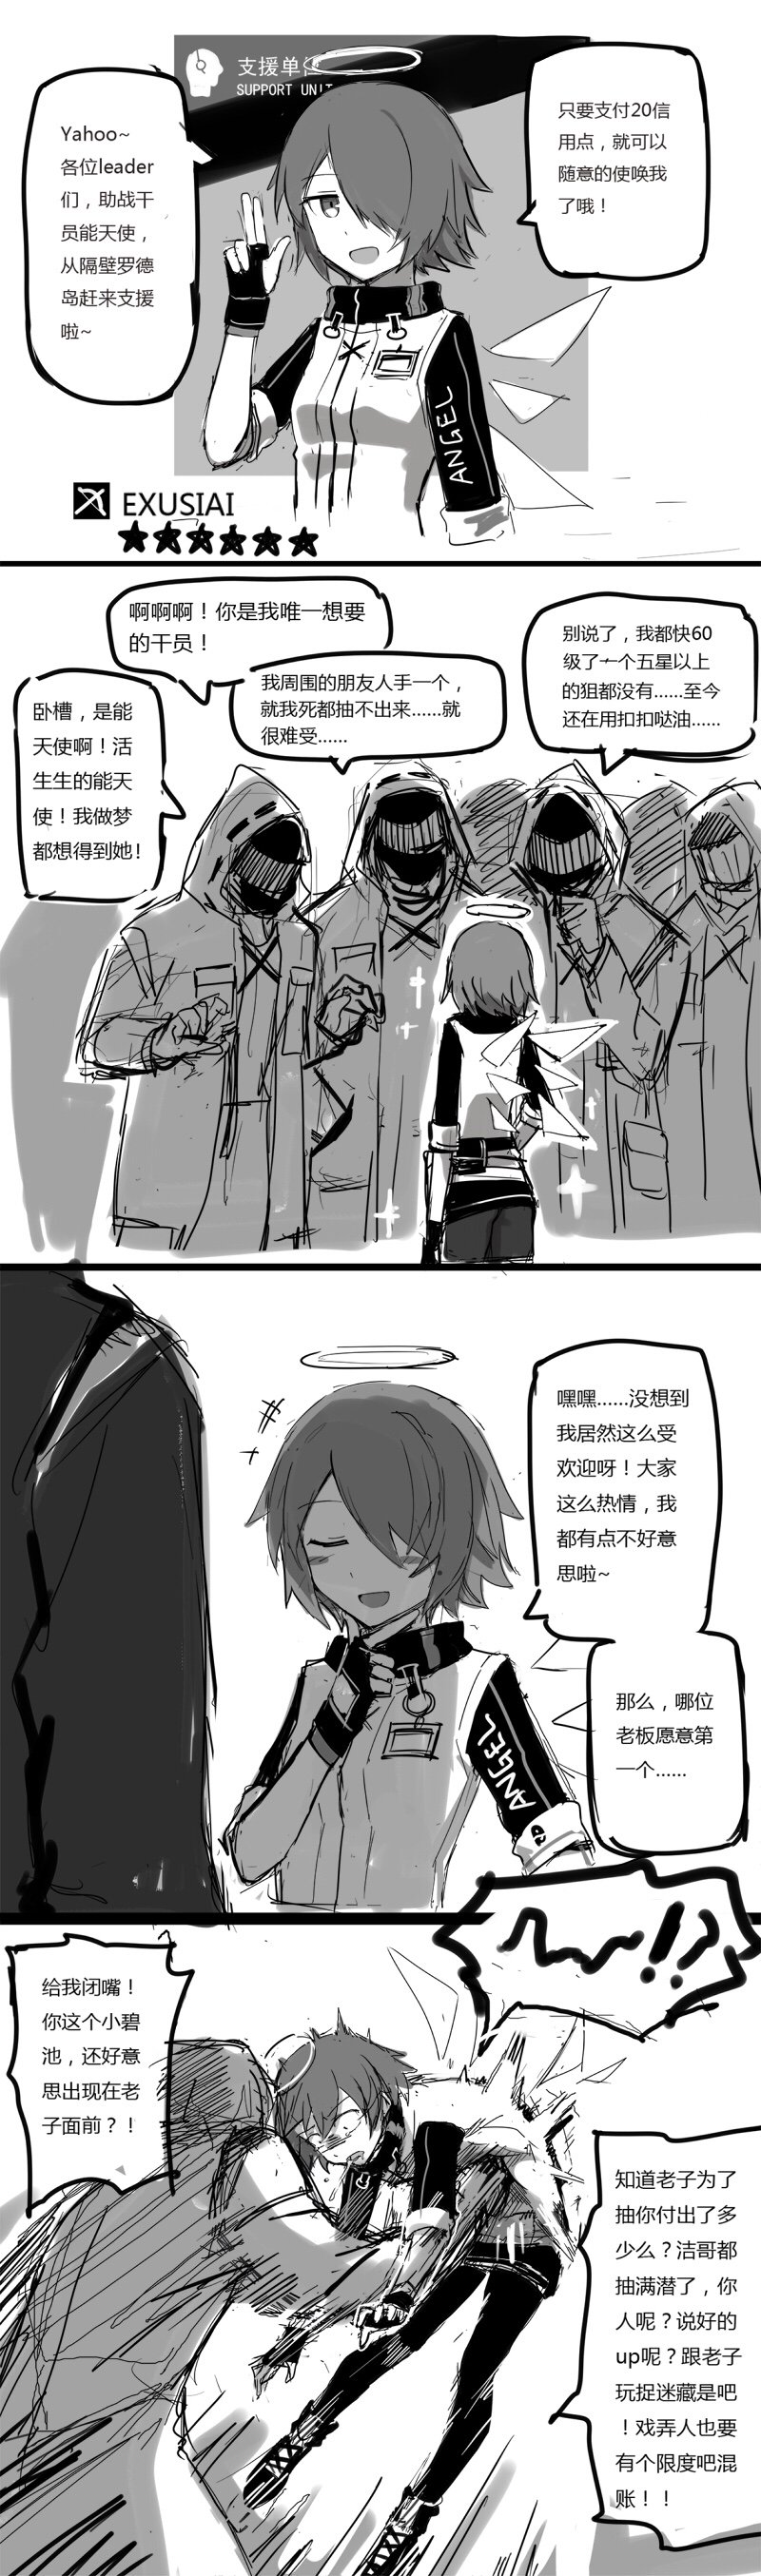 支援单位
SUPPORT UNIT
Yahoo~
各位leader
们，助战干
员能天使，
从隔壁罗德
岛赶来支援
啦~
只要支付20信
用点，就可以
随意的使唤我
了哦！
ANGEL
EXUSIAI
啊啊啊！你是我唯一想要
的干员！
我周围的朋友人手一个，
就我死都抽不出来……就
很难受……
别说了，我都快60
级了一个五星以上
的狙都没有……至今
还在用扣扣哒油……
卧槽，是能
天使啊！活
生生的能天
使！我做梦
都想得到她！
嘿嘿……没想到
我居然这么受
欢迎呀！大家
这么热情，我
都有点不好意
思啦~
那么，哪位
老板愿意第
一个……
ANGEL
!?
给我闭嘴！
你这个小碧
池，还好意
思出现在老
子面前？！
知道老子为了
抽你付出了多
少么？洁哥都
抽满潜了，你
人呢？说好的
up呢？跟老子
玩捉迷藏是吧
！戏弄人也要
有个限度吧混
账！！